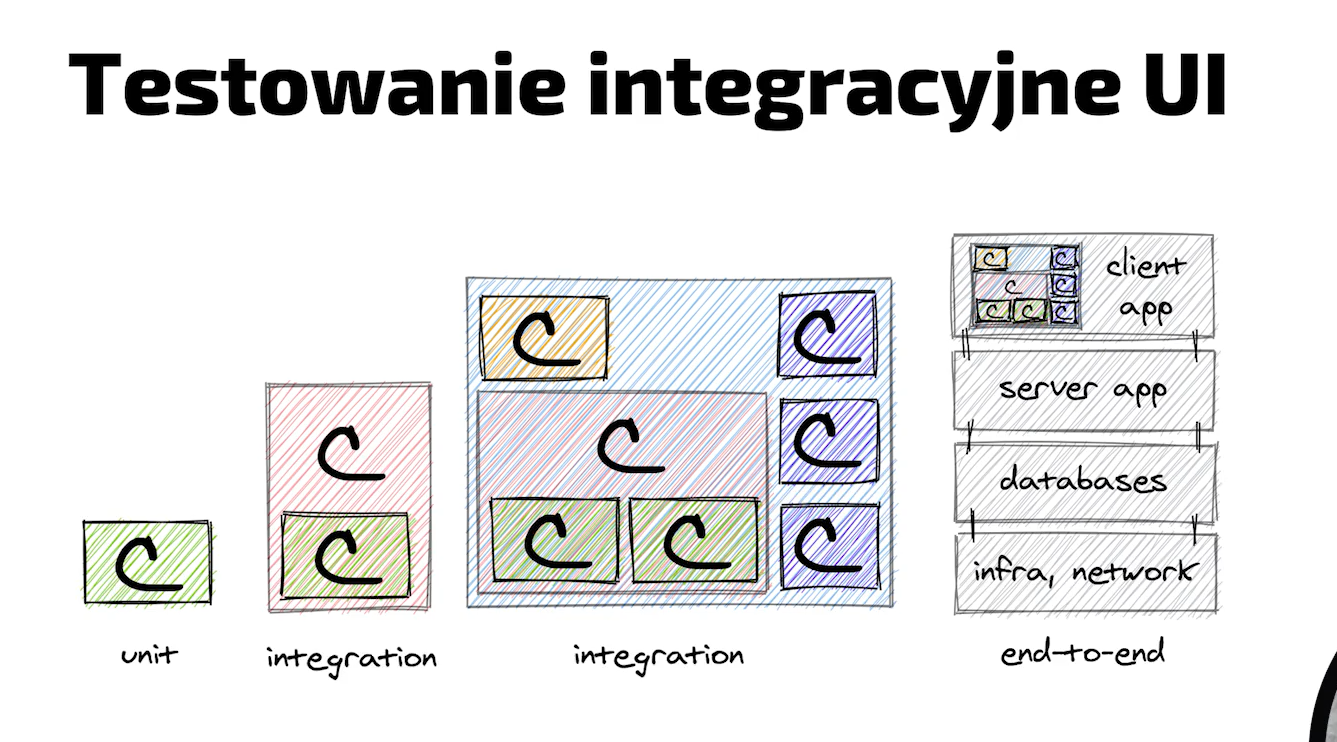 Testowanie integracyjne UI
C
unit
C
C
integration
C
C
C
C
C
C
C
integration
C
C
C
C
C
C
C
client
app
server app
databases
infra, network
end-to-end